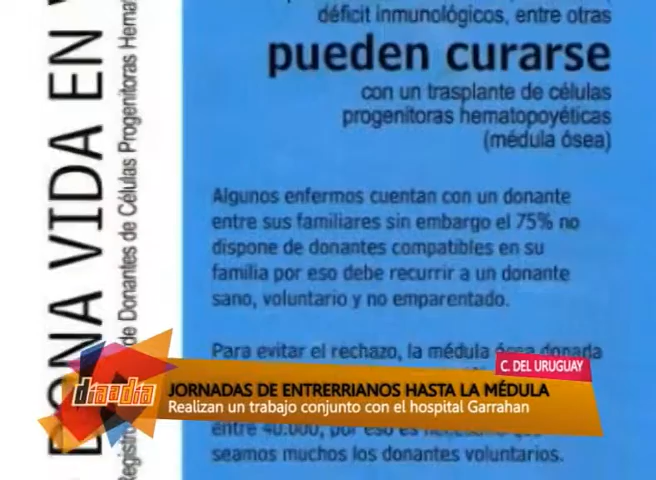 DONA VIDA EN
Registro de Donantes de Células Progenitoras
déficit inmunológicos, entre otras
pueden curarse
con un trasplante de células
progenitoras hematopoyéticas
(médula ósea)
Algunos enfermos cuentan con un donante
entre sus familiares sin embargo el 75% no
dispone de donantes compatibles en su
familia por eso debe recurrir a un donante
sano, voluntario y no emparentado.
Para evitar el rechazo, la médula ósea donada
C. DEL URUGUAY
díaadía
JORNADAS DE ENTRERRIANOS HASTA LA MÉDULA
Realizan un trabajo conjunto con el hospital Garrahan
entre 40.000, por eso es
seamos muchos los donantes voluntarios.